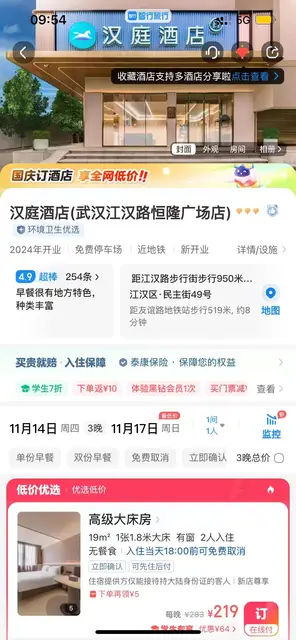 09:54
智行旅行
5G
汉庭酒店
收藏酒店支持多酒店分享啦 点击查看 >
封面 外观 房间 相册
国庆订酒店 享全网低价!!
汉庭酒店(武汉江汉路恒隆广场店)
环境卫生优选
2024年开业 免费停车场 近地铁 新开业 详情/设施 >
4.9 超棒 254条 >
早餐很有地方特色，
种类丰富
距江汉路步行街步行950米...
江汉区·民主街49号
距友谊路地铁站步行519米, 约8
分钟
地图
买贵就赔 · 入住保障 泰康保险 · 保障您的权益 >
学生7折 下单返¥10 体验黑钻会员1次 买门票减 查看 >
最低价
11月14日 周四 3晚 11月17日 周日
1间
1人
监控
单份早餐 双份早餐 免费取消 立即确认 3晚总价
低价优选 优选低价
高级大床房 >
19m² 1张1.8米大床 有窗 2人入住
无餐食 入住当天18:00前可免费取消
立即确认 可先住后付
住宿提供方仅能接待持大陆身份证的客人 新店尊享
下单再领¥5
5
每晚 ¥283 ¥219
学生专享 优惠¥64 >
订
在线付